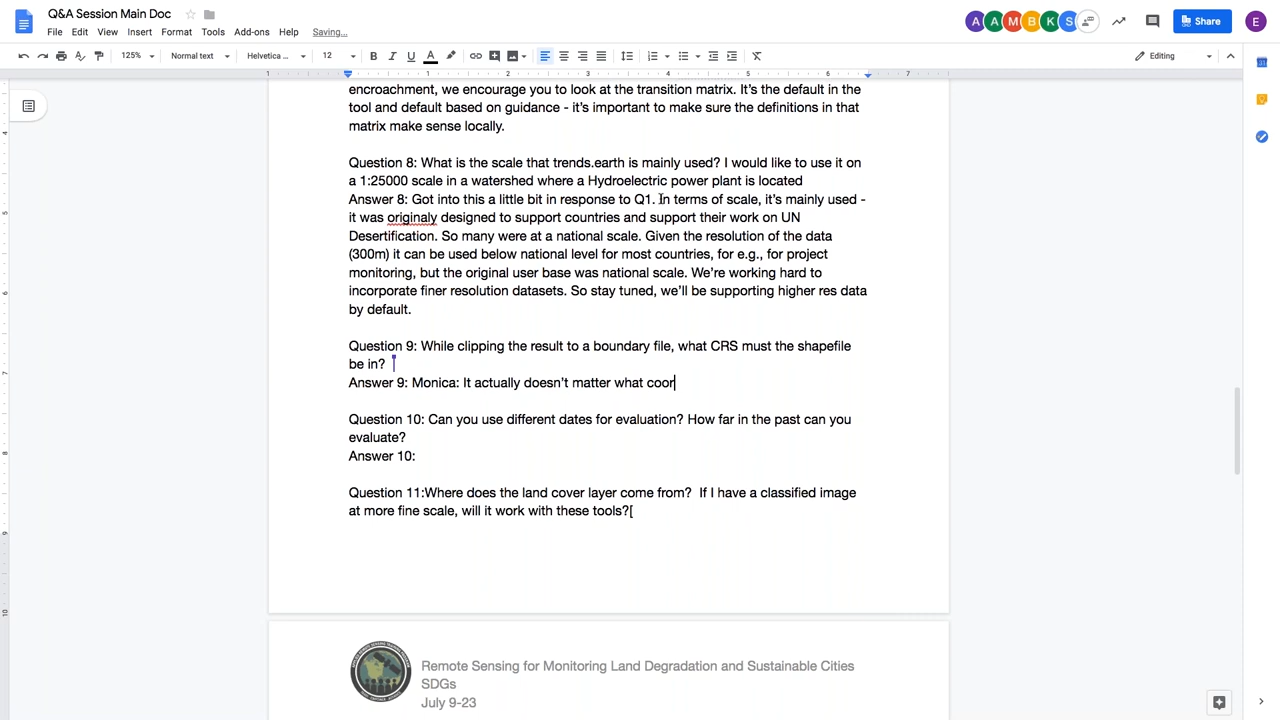 Q&A Session Main Doc
File Edit View Insert Format Tools Add-ons Help Saving...
A A M B K S Share E
125% Normal text Helvetica ... 12 B I U A Editing
1 1 2 3 4 5 6 7
encroachment, we encourage you to look at the transition matrix. It's the default in the
tool and default based on guidance - it's important to make sure the definitions in that
matrix make sense locally.
Question 8: What is the scale that trends.earth is mainly used? I would like to use it on
a 1:25000 scale in a watershed where a Hydroelectric power plant is located
Answer 8: Got into this a little bit in response to Q1. In terms of scale, it's mainly used -
it was originaly designed to support countries and support their work on UN
Desertification. So many were at a national scale. Given the resolution of the data
(300m) it can be used below national level for most countries, for e.g., for project
monitoring, but the original user base was national scale. We're working hard to
incorporate finer resolution datasets. So stay tuned, we'll be supporting higher res data
by default.
Question 9: While clipping the result to a boundary file, what CRS must the shapefile
be in?
Answer 9: Monica: It actually doesn't matter what coor
Question 10: Can you use different dates for evaluation? How far in the past can you
evaluate?
Answer 10:
Question 11:Where does the land cover layer come from?  If I have a classified image
at more fine scale, will it work with these tools?[
Remote Sensing for Monitoring Land Degradation and Sustainable Cities
SDGs
July 9-23